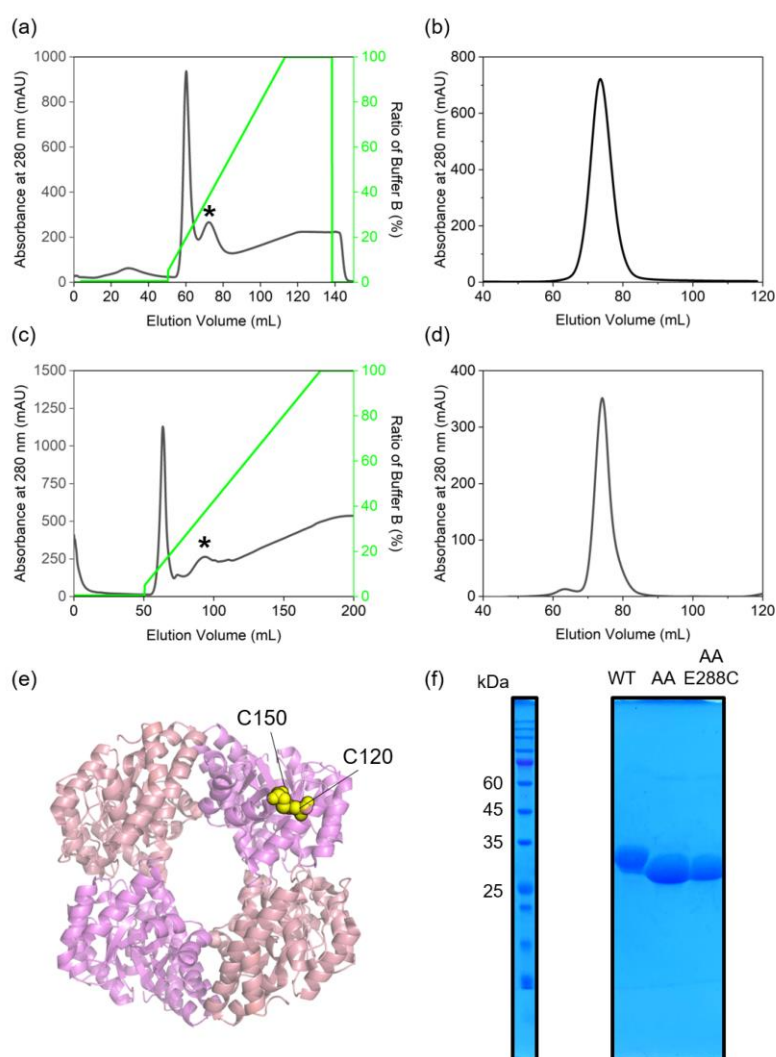 (a)
1000
800
600
400
200
0
Absorbance at 280 nm (mAU)
0 20 40 60 80 100 120 140
Elution Volume (mL)
100
80
60
40
20
0
Ratio of Buffer B (%)
*
(b)
800
600
400
200
0
Absorbance at 280 nm (mAU)
40 60 80 100 120
Elution Volume (mL)
(c)
1500
1250
1000
750
500
250
0
Absorbance at 280 nm (mAU)
0 50 100 150 200
Elution Volume (mL)
100
80
60
40
20
0
Ratio of Buffer B (%)
*
(d)
400
300
200
100
0
Absorbance at 280 nm (mAU)
40 60 80 100 120
Elution Volume (mL)
(e)
C150
C120
(f)
kDa
60
45
35
25
AA
WT AA E288C